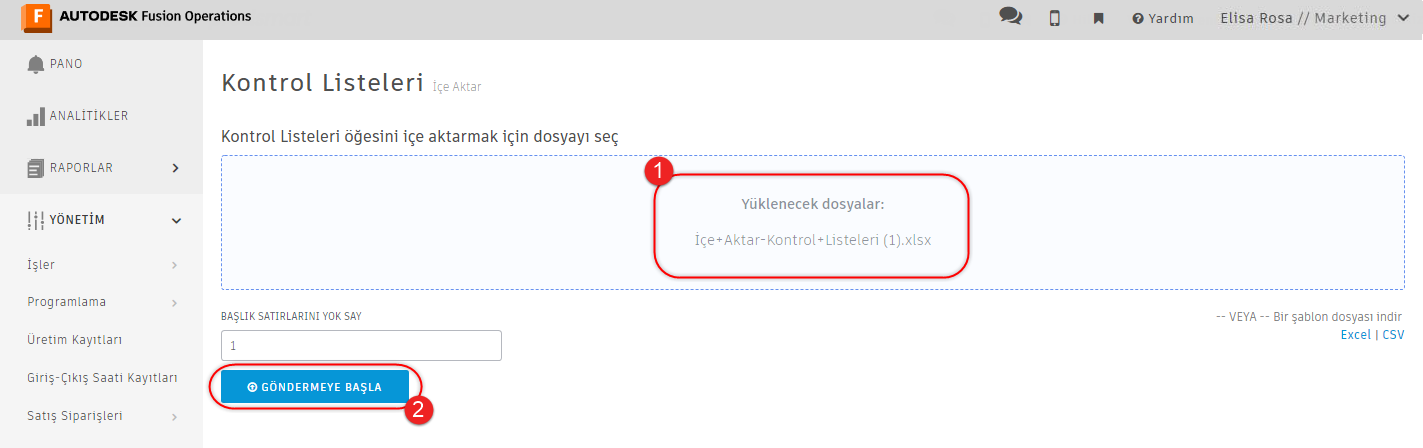 F AUTODESK Fusion Operations
Yardım
Elisa Rosa // Marketing
PANO
ANALİTİKLER
RAPORLAR
YÖNETİM
İşler
Programlama
Üretim Kayıtları
Giriş-Çıkış Saati Kayıtları
Satış Siparişleri
Kontrol Listeleri İçe Aktar
Kontrol Listeleri öğesini içe aktarmak için dosyayı seç
1
Yüklenecek dosyalar:
İçe+Aktar-Kontrol+Listeleri (1).xlsx
BAŞLIK SATIRLARINI YOK SAY
1
-- VEYA -- Bir şablon dosyası indir
Excel | CSV
GÖNDERMEYE BAŞLA
2